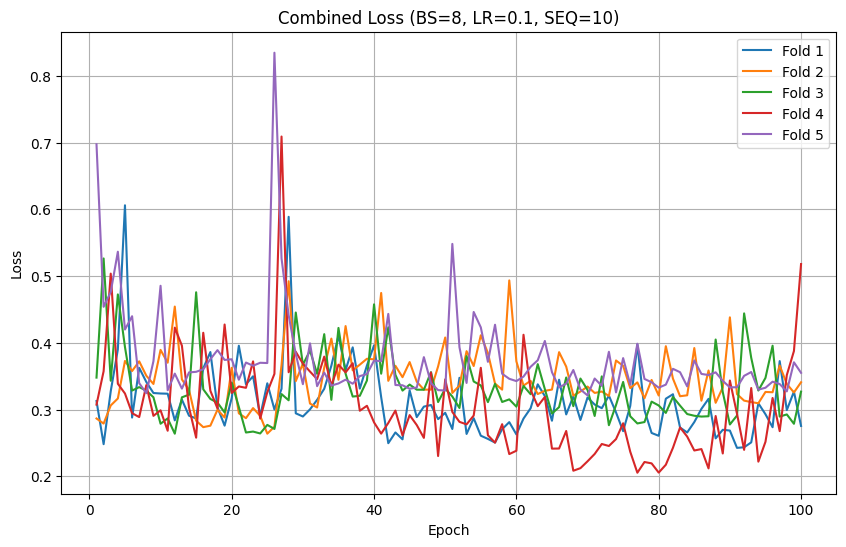 Combined Loss (BS=8, LR=0.1, SEQ=10)
Fold 1
Fold 2
Fold 3
Fold 4
Fold 5
Loss
0.8
0.7
0.6
0.5
0.4
0.3
0.2
0 20 40 60 80 100
Epoch